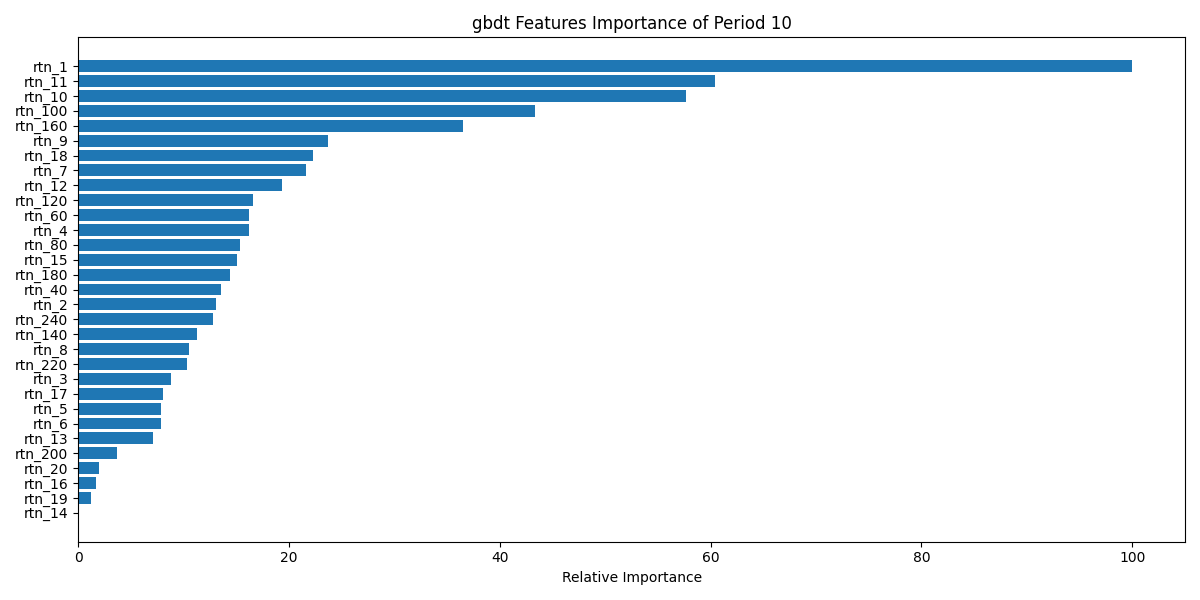 gbdt Features Importance of Period 10
rtn_1
rtn_11
rtn_10
rtn_100
rtn_160
rtn_9
rtn_18
rtn_7
rtn_12
rtn_120
rtn_60
rtn_4
rtn_80
rtn_15
rtn_180
rtn_40
rtn_2
rtn_240
rtn_140
rtn_8
rtn_220
rtn_3
rtn_17
rtn_5
rtn_6
rtn_13
rtn_200
rtn_20
rtn_16
rtn_19
rtn_14
0 20 40 60 80 100
Relative Importance